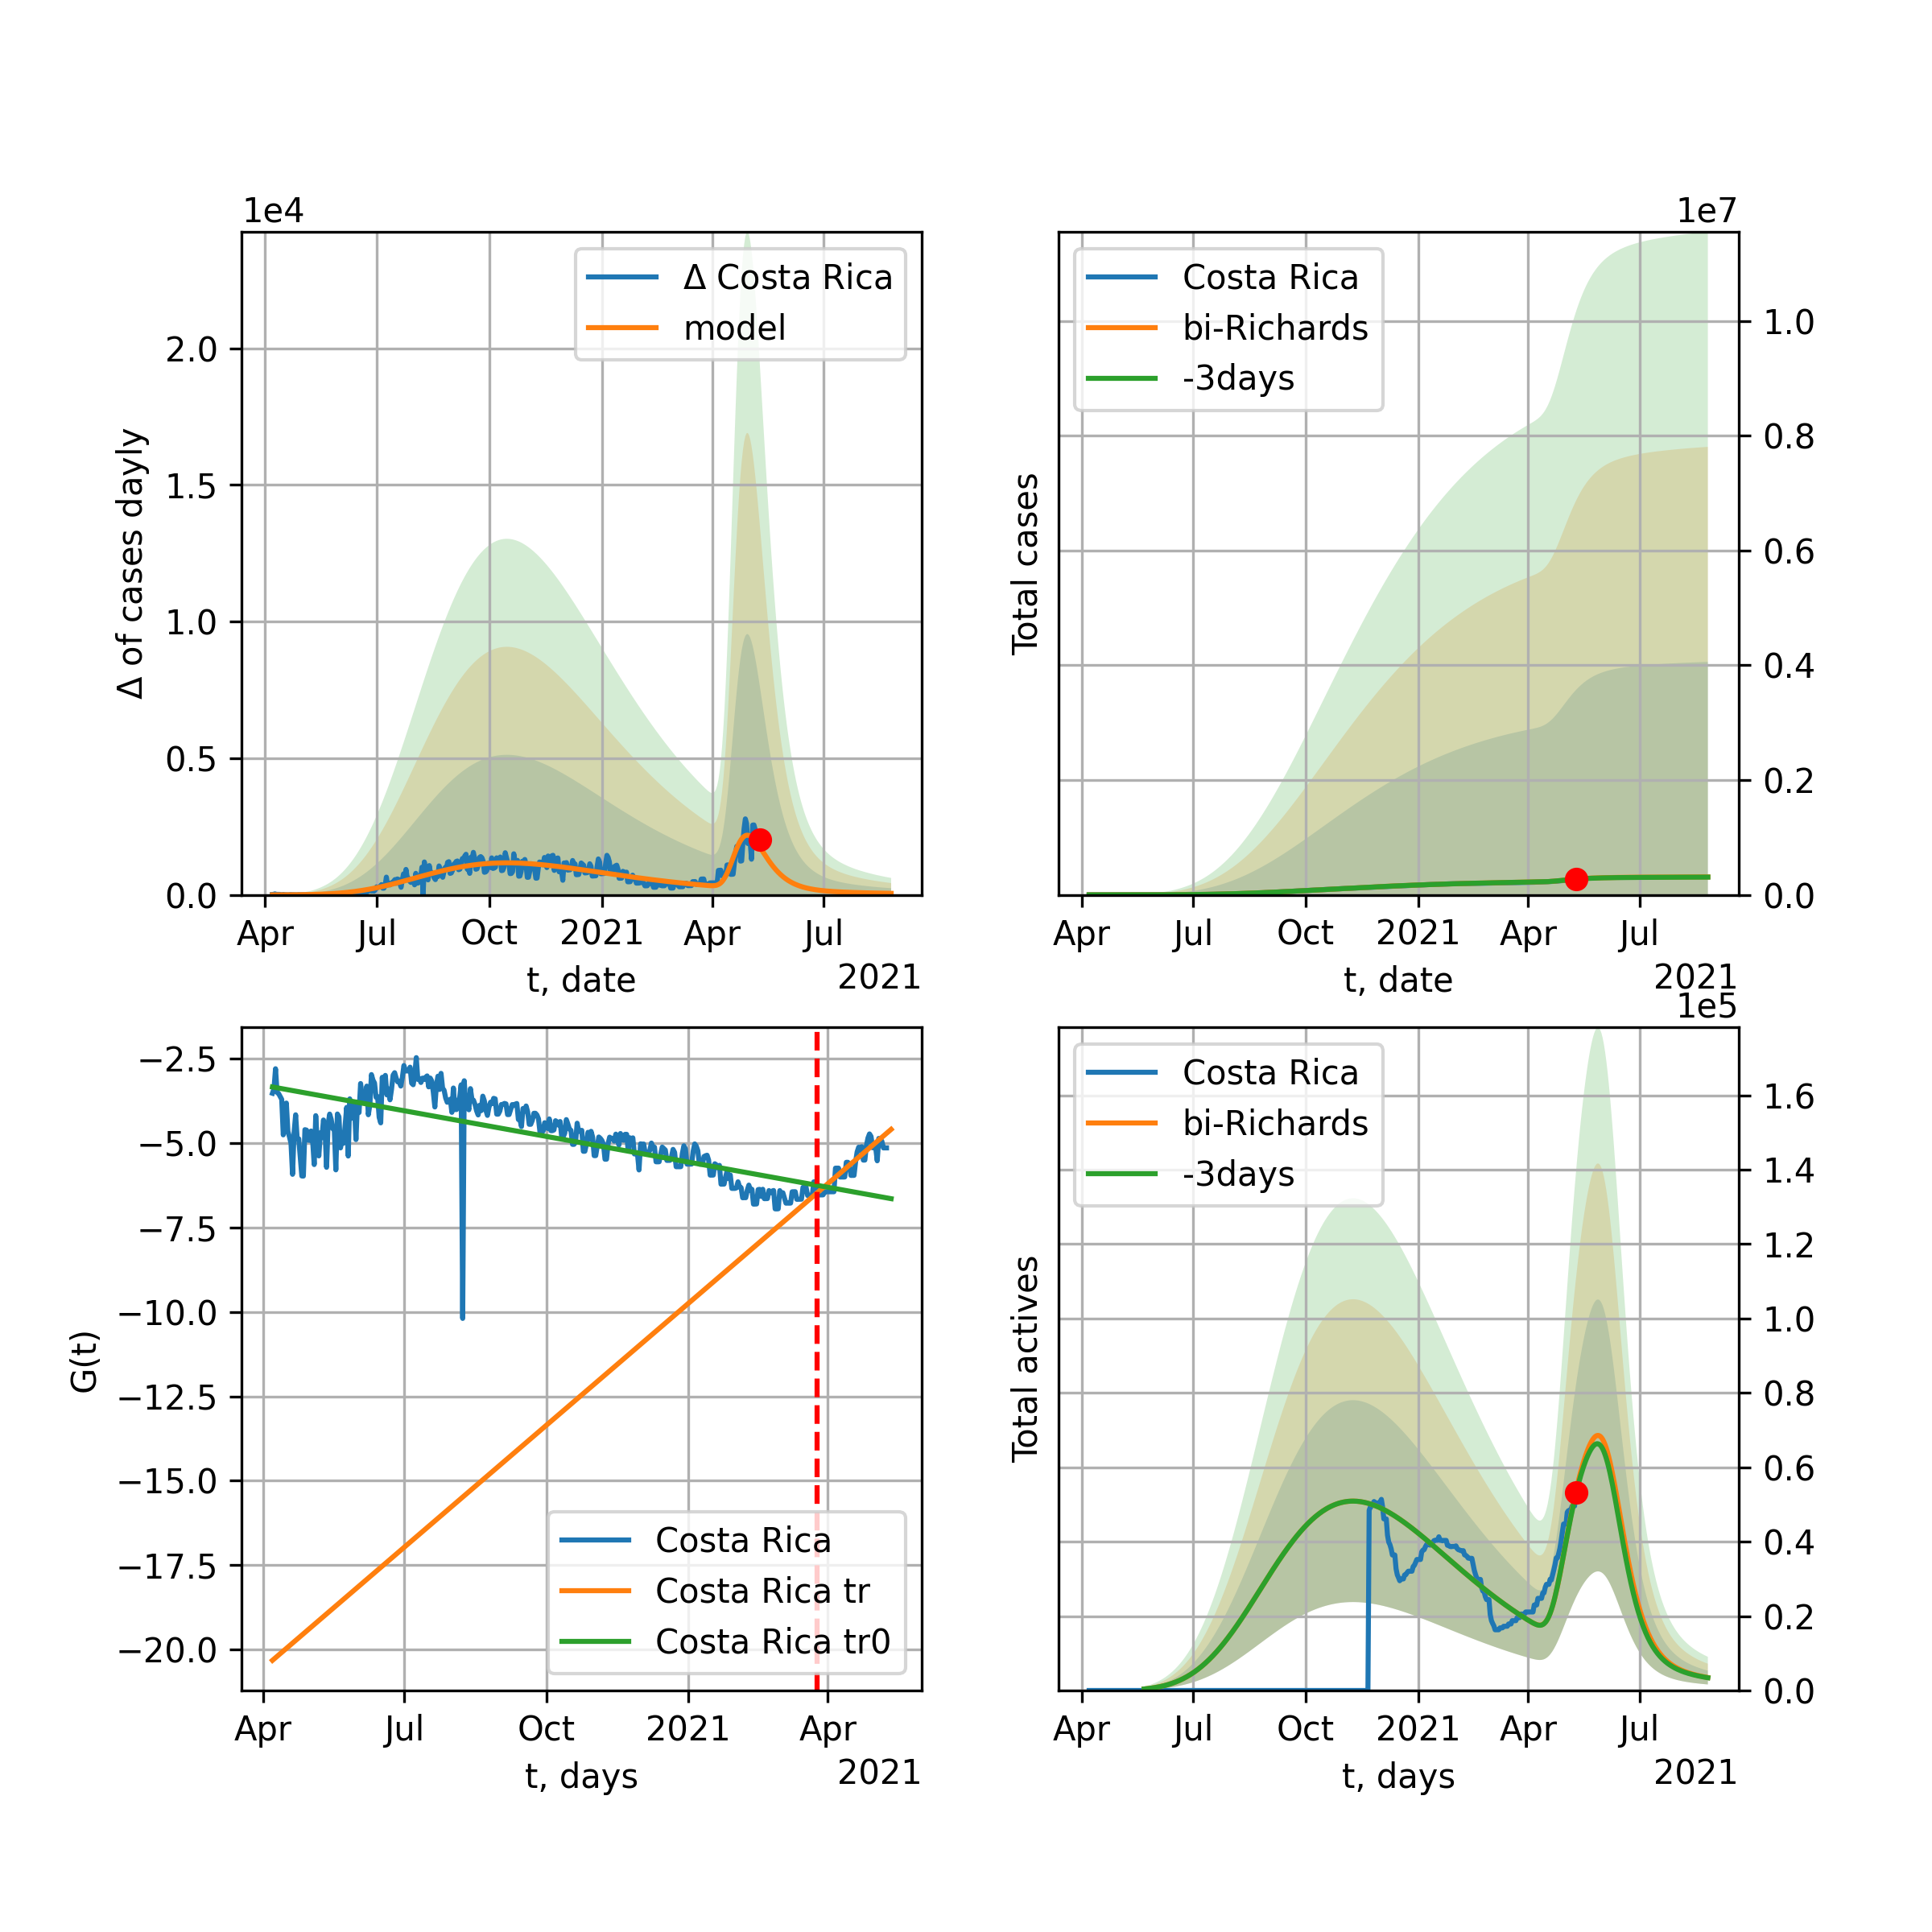 1e4
Δ Costa Rica
model
2.0
1.5
1.0
0.5
0.0
Δ of cases dayly
Apr Jul Oct 2021 Apr Jul
t, date
2021
1e7
Costa Rica
bi-Richards
-3days
1.0
0.8
0.6
0.4
0.2
0.0
Total cases
Apr Jul Oct 2021 Apr Jul
t, date
2021
−2.5
−5.0
−7.5
−10.0
−12.5
−15.0
−17.5
−20.0
G(t)
Costa Rica
Costa Rica tr
Costa Rica tr0
Apr Jul Oct 2021 Apr
t, days
2021
1e5
Costa Rica
bi-Richards
-3days
1.6
1.4
1.2
1.0
0.8
0.6
0.4
0.2
0.0
Total actives
Apr Jul Oct 2021 Apr Jul
t, days
2021